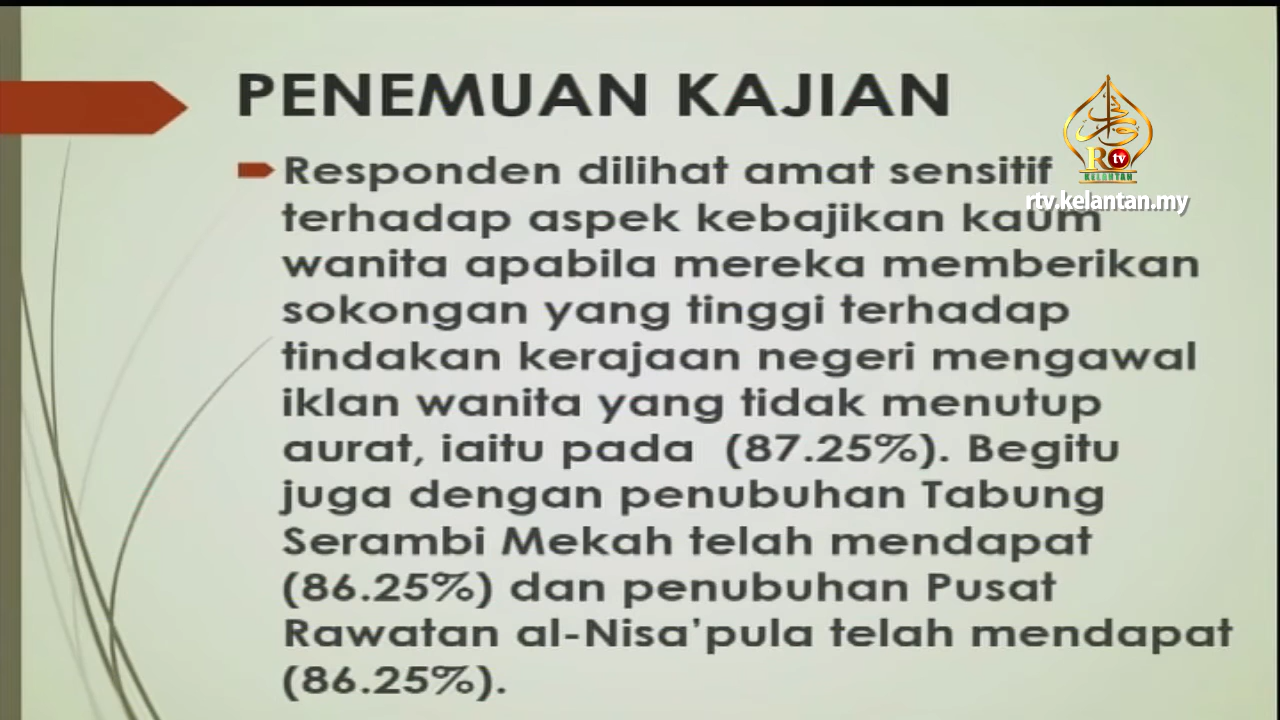 PENEMUAN KAJIAN
Responden dilihat amat sensitif
terhadap aspek kebajikan kaum
wanita apabila mereka memberikan
sokongan yang tinggi terhadap
tindakan kerajaan negeri mengawal
iklan wanita yang tidak menutup
aurat, iaitu pada (87.25%). Begitu
juga dengan penubuhan Tabung
Serambi Mekah telah mendapat
(86.25%) dan penubuhan Pusat
Rawatan al-Nisa'pula telah mendapat
(86.25%).
R tv
KELANTAN
rtv.kelantan.my